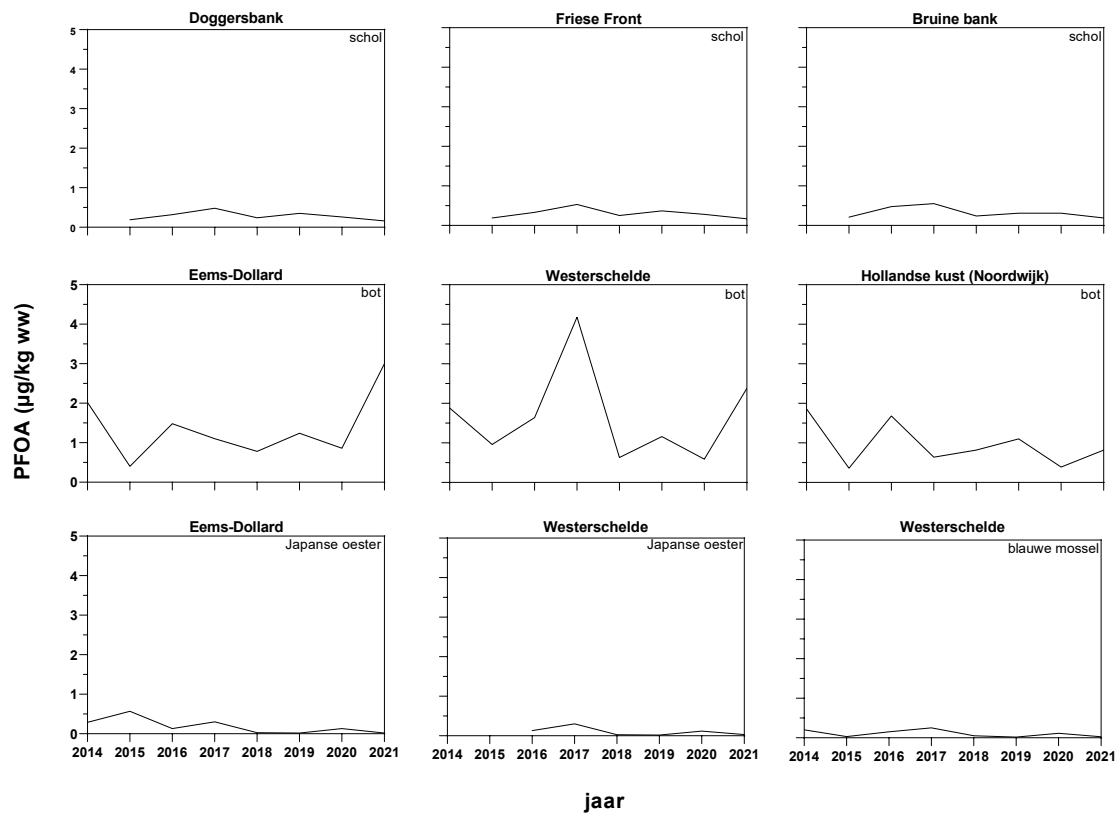 Doggersbank
schol
5
4
3
2
1
0
Friese Front
schol
Bruine bank
schol
PFOA (µg/kg ww)
Eems-Dollard
bot
5
4
3
2
1
0
Westerschelde
bot
Hollandse kust (Noordwijk)
bot
Eems-Dollard
Japanse oester
5
4
3
2
1
0
2014 2015 2016 2017 2018 2019 2020 2021
Westerschelde
Japanse oester
2014 2015 2016 2017 2018 2019 2020 2021
Westerschelde
blauwe mossel
2014 2015 2016 2017 2018 2019 2020 2021
jaar